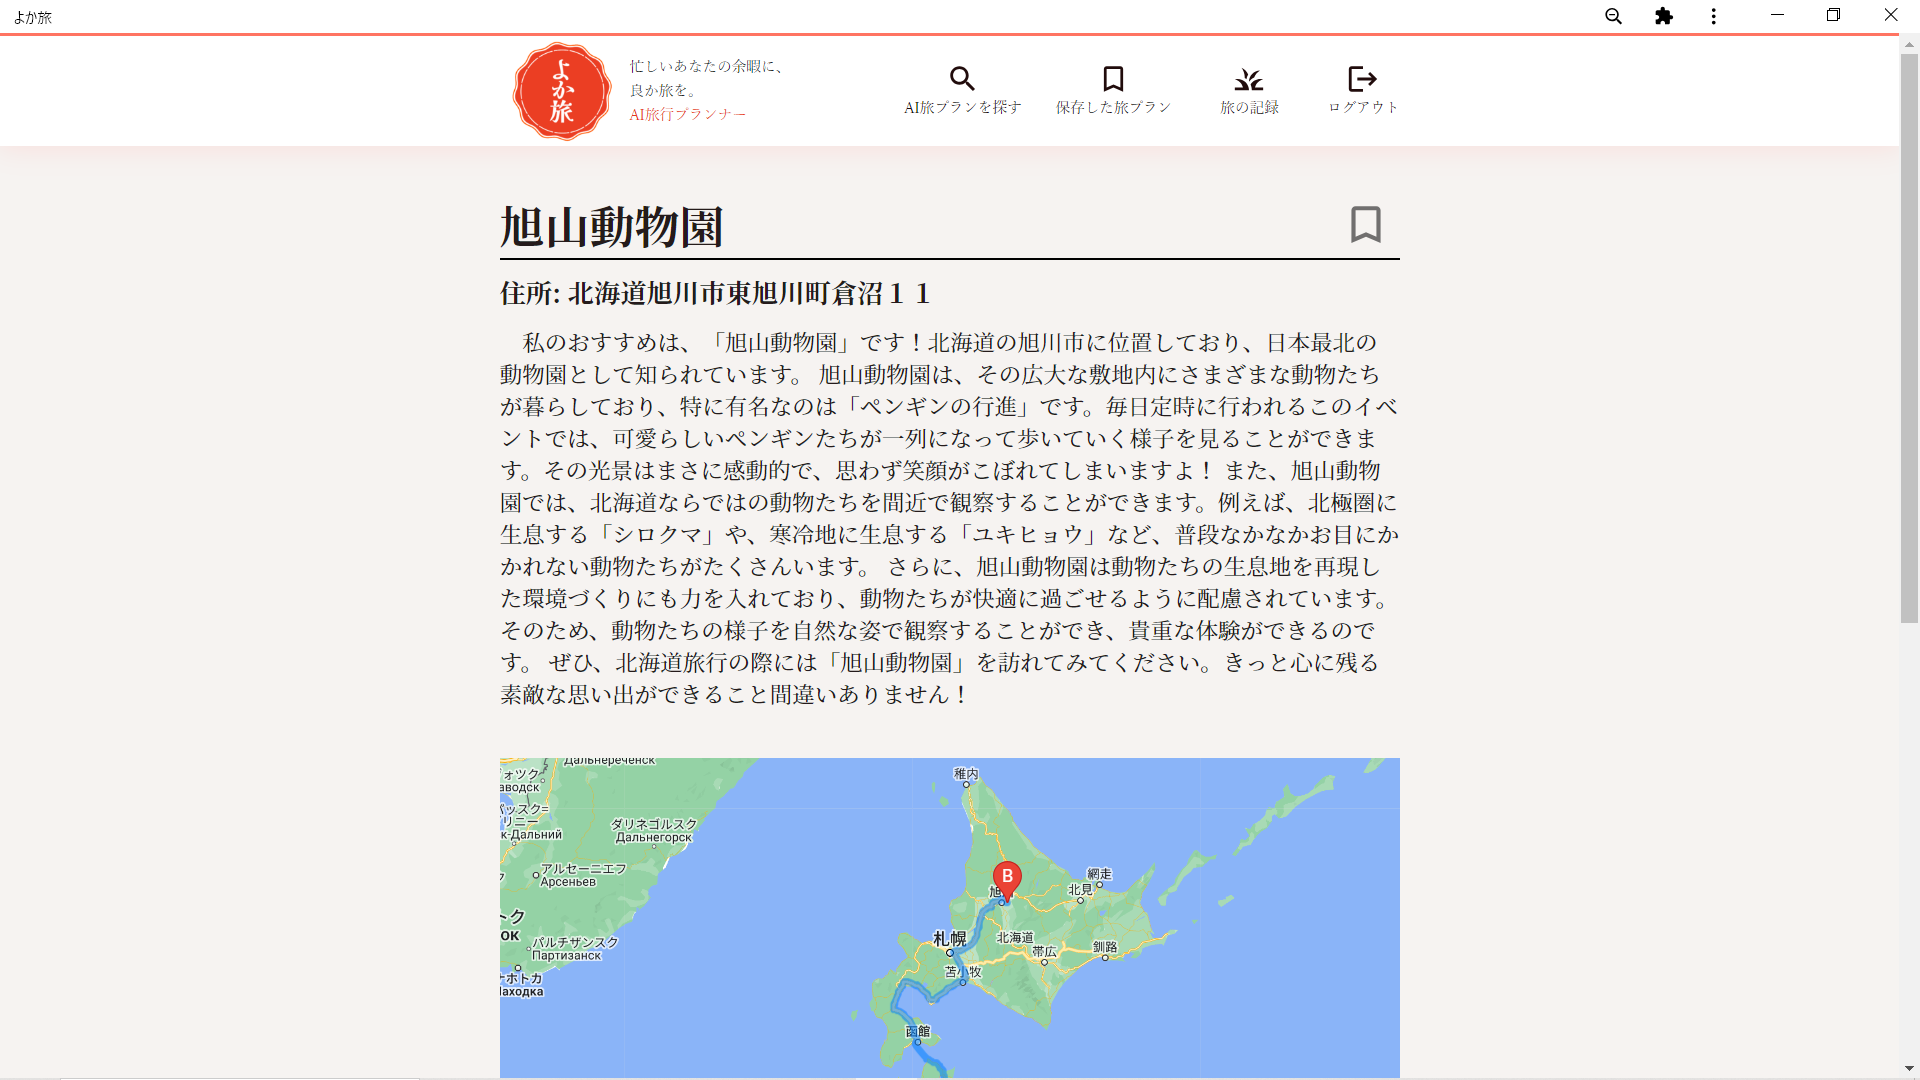 よか旅
よか旅
忙しいあなたの余暇に、
良か旅を。
AI旅行プランナー
AI旅プランを探す
保存した旅プラン
旅の記録
ログアウト
旭山動物園
住所: 北海道旭川市東旭川町倉沼１１
私のおすすめは、「旭山動物園」です！北海道の旭川市に位置しており、日本最北の
動物園として知られています。 旭山動物園は、その広大な敷地内にさまざまな動物たち
が暮らしており、特に有名なのは「ペンギンの行進」です。毎日定時に行われるこのイベ
ントでは、可愛らしいペンギンたちが一列になって歩いていく様子を見ることができま
す。その光景はまさに感動的で、思わず笑顔がこぼれてしまいますよ！ また、旭山動物
園では、北海道ならではの動物たちを間近で観察することができます。例えば、北極圏に
生息する「シロクマ」や、寒冷地に生息する「ユキヒョウ」など、普段なかなかお目にか
かれない動物たちがたくさんいます。 さらに、旭山動物園は動物たちの生息地を再現し
た環境づくりにも力を入れており、動物たちが快適に過ごせるように配慮されています。
そのため、動物たちの様子を自然な姿で観察することができ、貴重な体験ができるので
す。 ぜひ、北海道旅行の際には「旭山動物園」を訪れてみてください。きっと心に残る
素敵な思い出ができること間違いありません！
Дальнереченск
稚内
ダリネゴルスク
Дальнегорск
アルセーニエフ
Арсеньев
B
網走
北見
パルチザンスク
Партизанск
札幌
北海道
帯広
釧路
苫小牧
函館